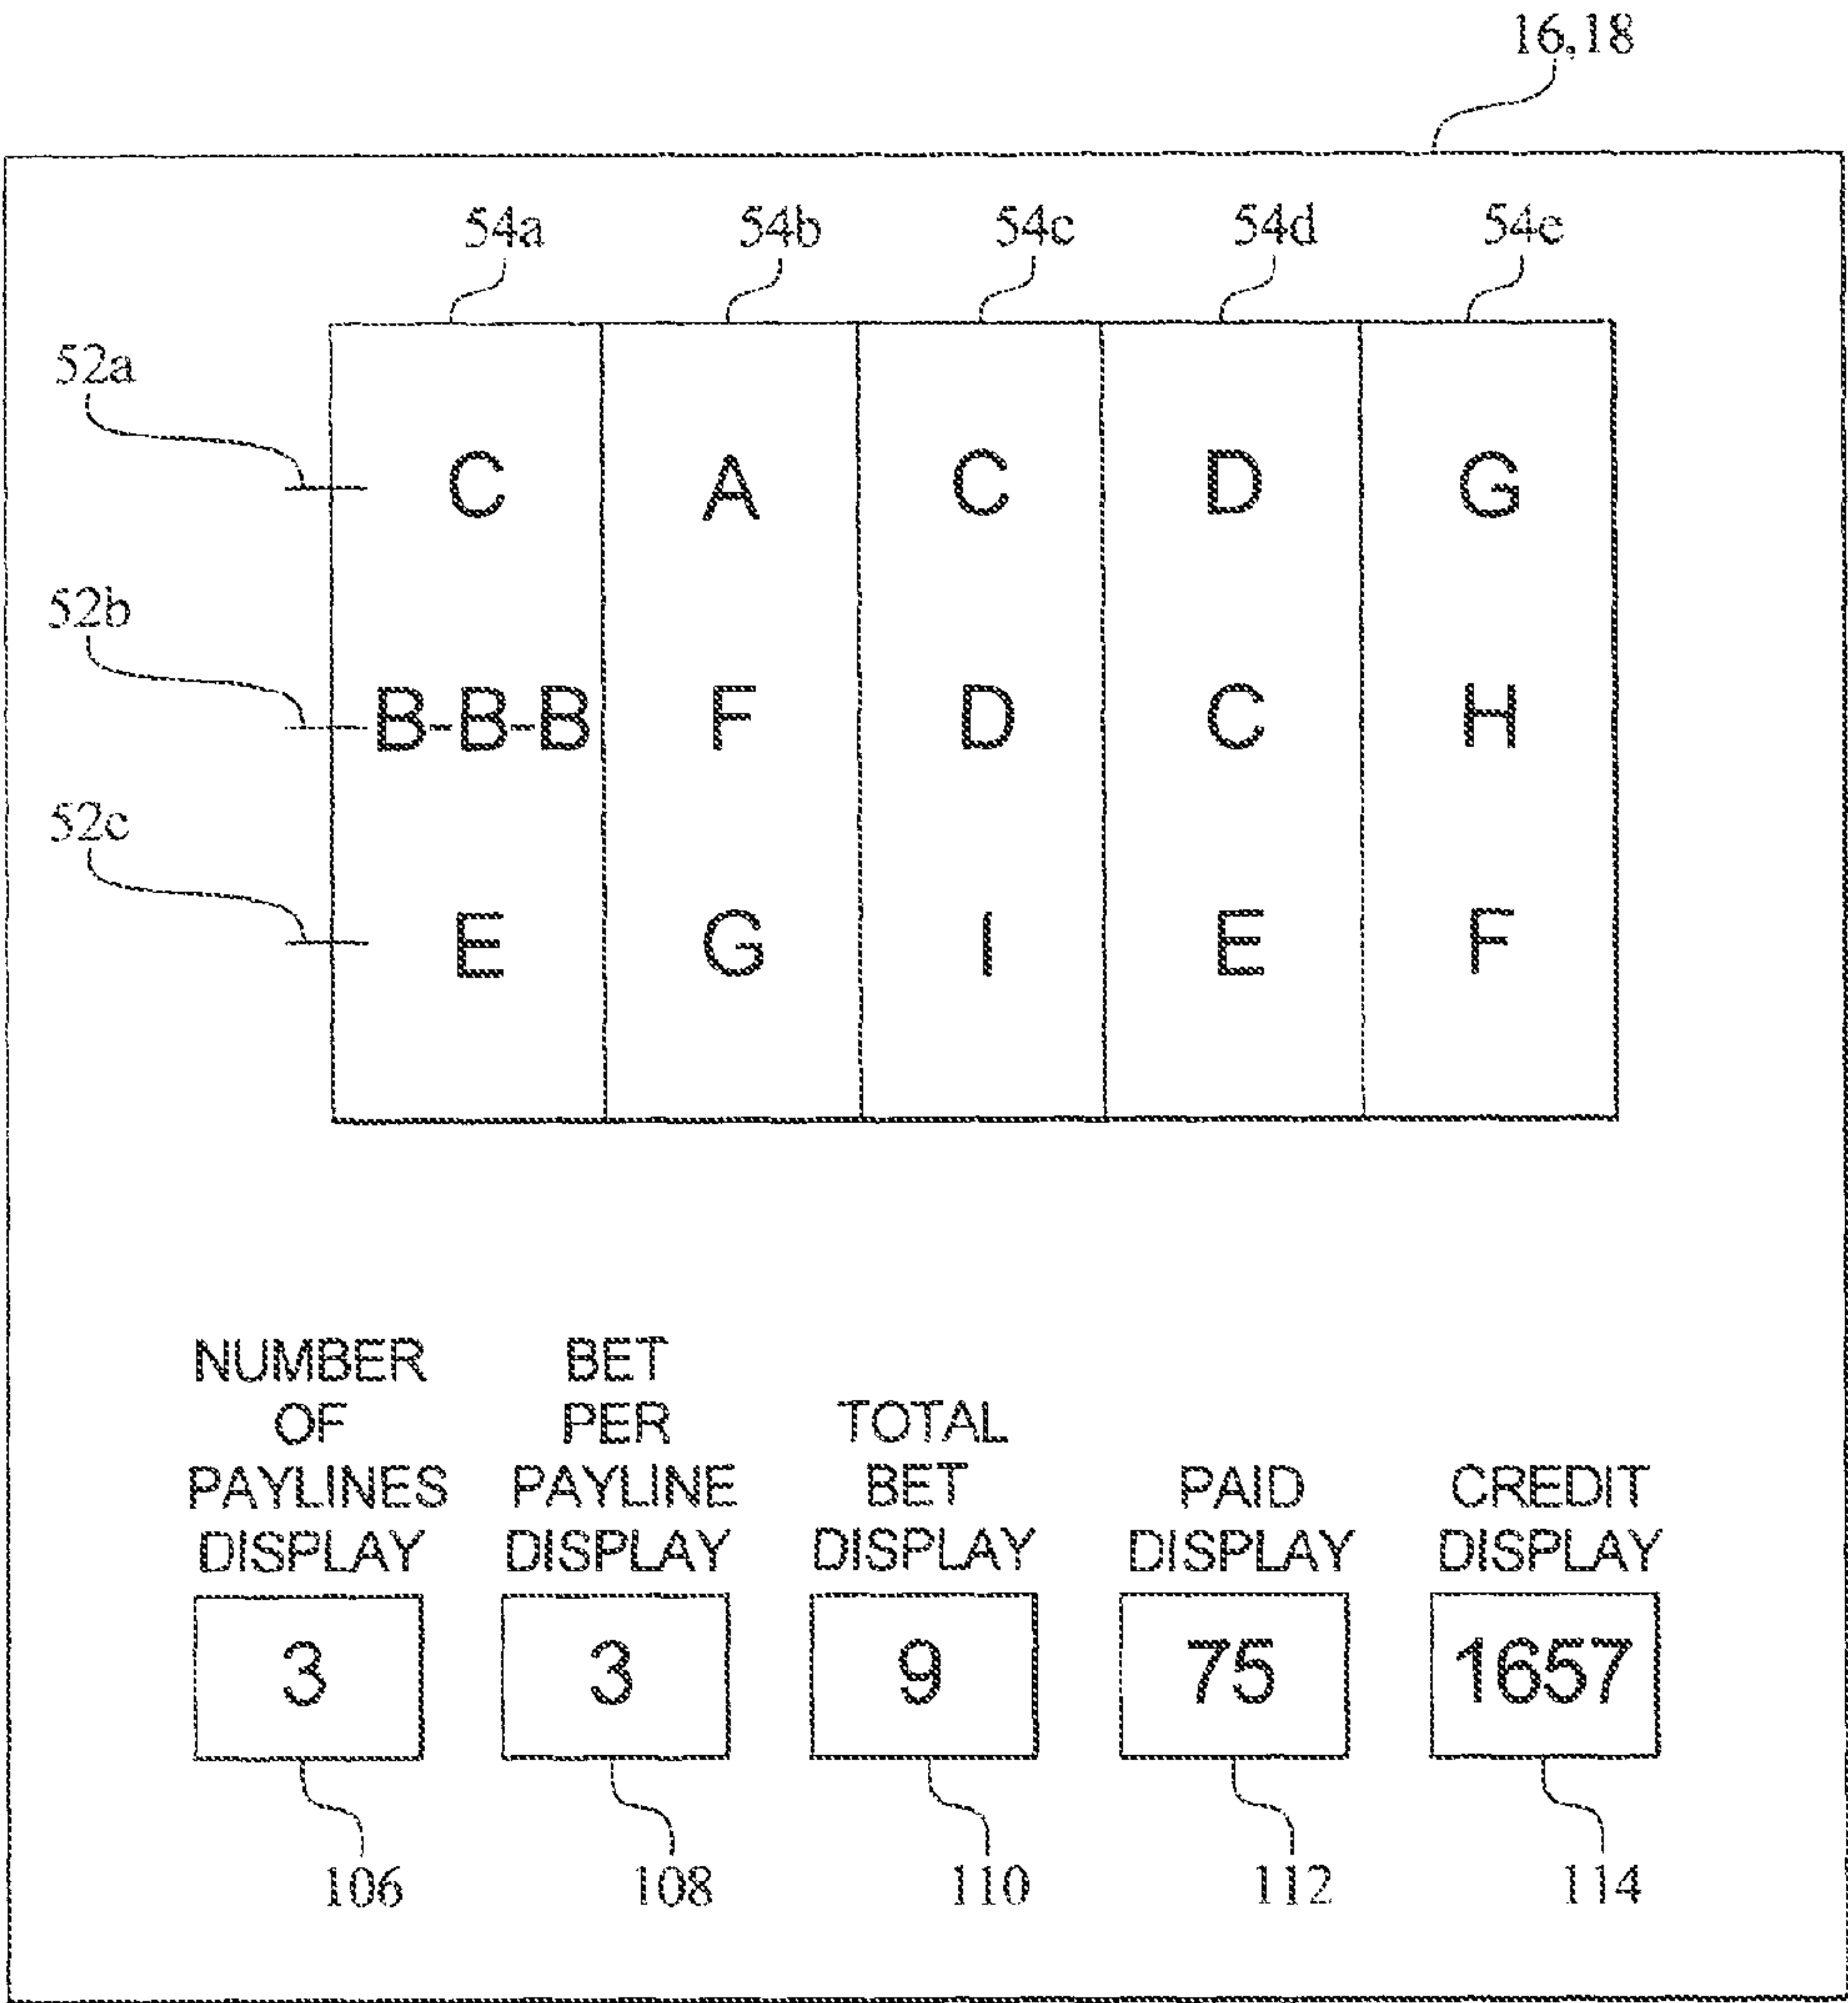 16,18
54a 54b 54c 54d 54e
52a
C A C D G
52b
B-B-B F D C H
52c
E G I E F
NUMBER OF PAYLINES DISPLAY
BET PER PAYLINE DISPLAY
TOTAL BET DISPLAY
PAID DISPLAY
CREDIT DISPLAY
3 3 9 75 1657
106 108 110 112 114